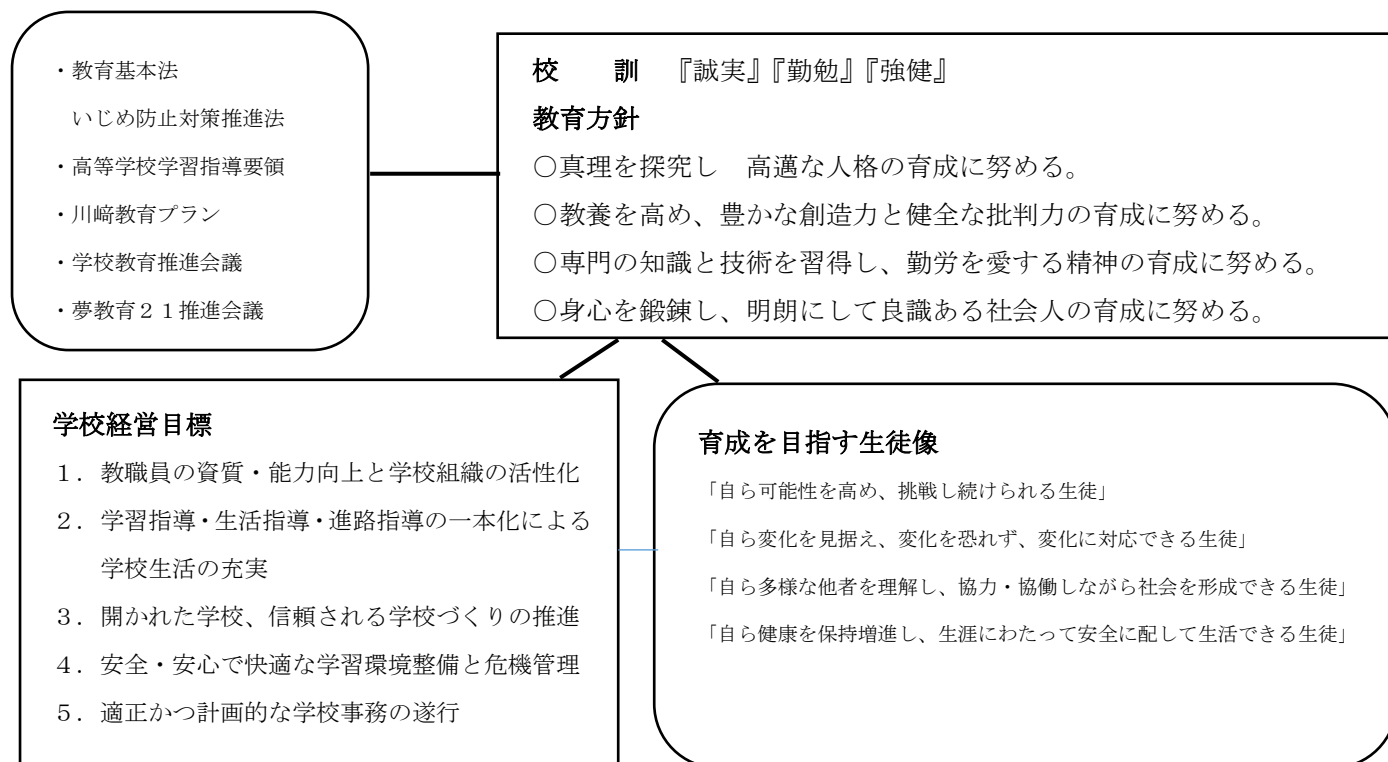 ・教育基本法
いじめ防止対策推進法
・高等学校学習指導要領
・川﨑教育プラン
・学校教育推進会議
・夢教育２１推進会議
校　　訓　『誠実』『勤勉』『強健』
教育方針
〇真理を探究し　高邁な人格の育成に努める。
〇教養を高め、豊かな創造力と健全な批判力の育成に努める。
〇専門の知識と技術を習得し、勤労を愛する精神の育成に努める。
〇身心を鍛錬し、明朗にして良識ある社会人の育成に努める。
学校経営目標
１．教職員の資質・能力向上と学校組織の活性化
２．学習指導・生活指導・進路指導の一本化による
学校生活の充実
３．開かれた学校、信頼される学校づくりの推進
４．安全・安心で快適な学習環境整備と危機管理
５．適正かつ計画的な学校事務の遂行
育成を目指す生徒像
「自ら可能性を高め、挑戦し続けられる生徒」
「自ら変化を見据え、変化を恐れず、変化に対応できる生徒」
「自ら多様な他者を理解し、協力・協働しながら社会を形成できる生徒」
「自ら健康を保持増進し、生涯にわたって安全に配して生活できる生徒」